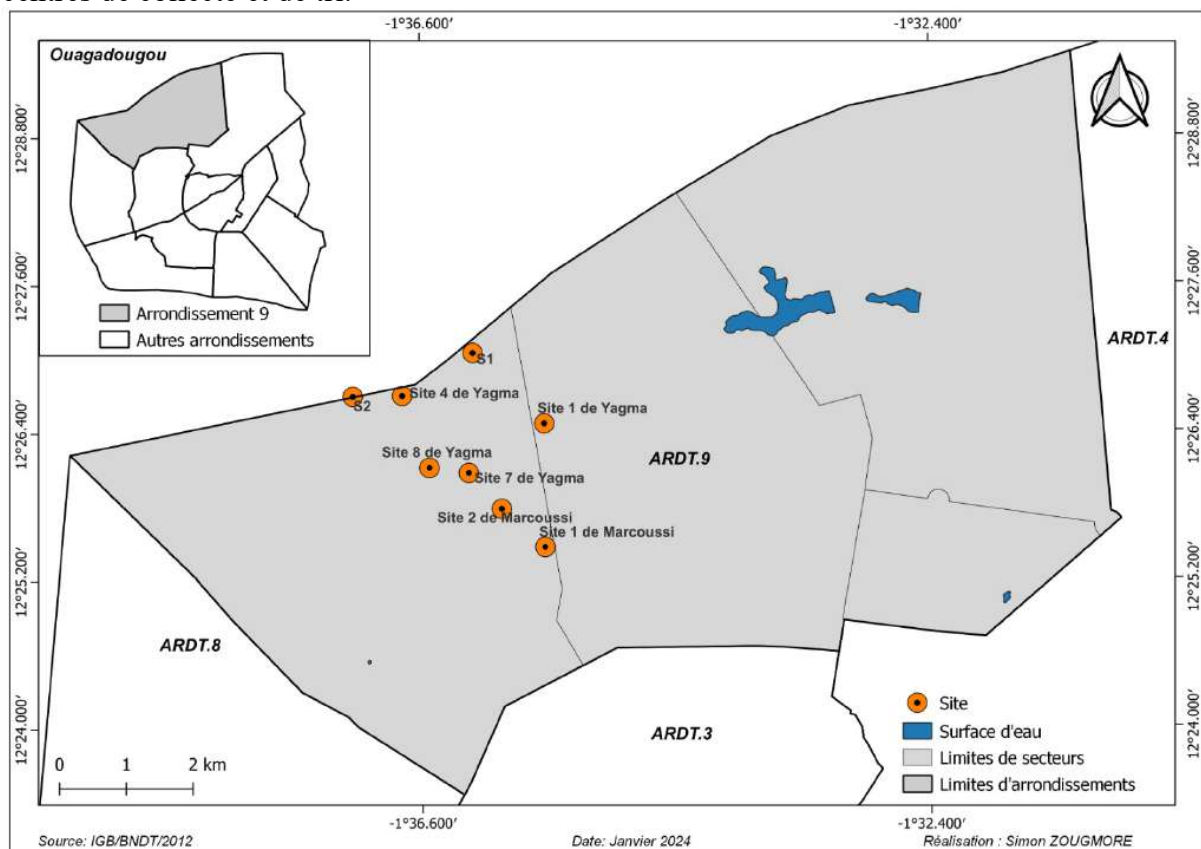 -1°36.600′
-1°32.400′
Ouagadougou
Arrondissement 9
Autres arrondissements
12°28.800′
12°28.800′
12°27.600′
12°27.600′
ARDT.4
S1
S2
Site 4 de Yagma
Site 1 de Yagma
12°26.400′
12°26.400′
Site 8 de Yagma
ARDT.9
Site 7 de Yagma
Site 2 de Marcoussi
Site 1 de Marcoussi
12°25.200′
12°25.200′
ARDT.8
ARDT.3
12°24.000′
12°24.000′
0 1 2 km
Site
Surface d'eau
Limites de secteurs
Limites d'arrondissements
-1°36.600′
-1°32.400′
Source: IGB/BNDT/2012
Date: Janvier 2024
Réalisation : Simon ZOUGMORE